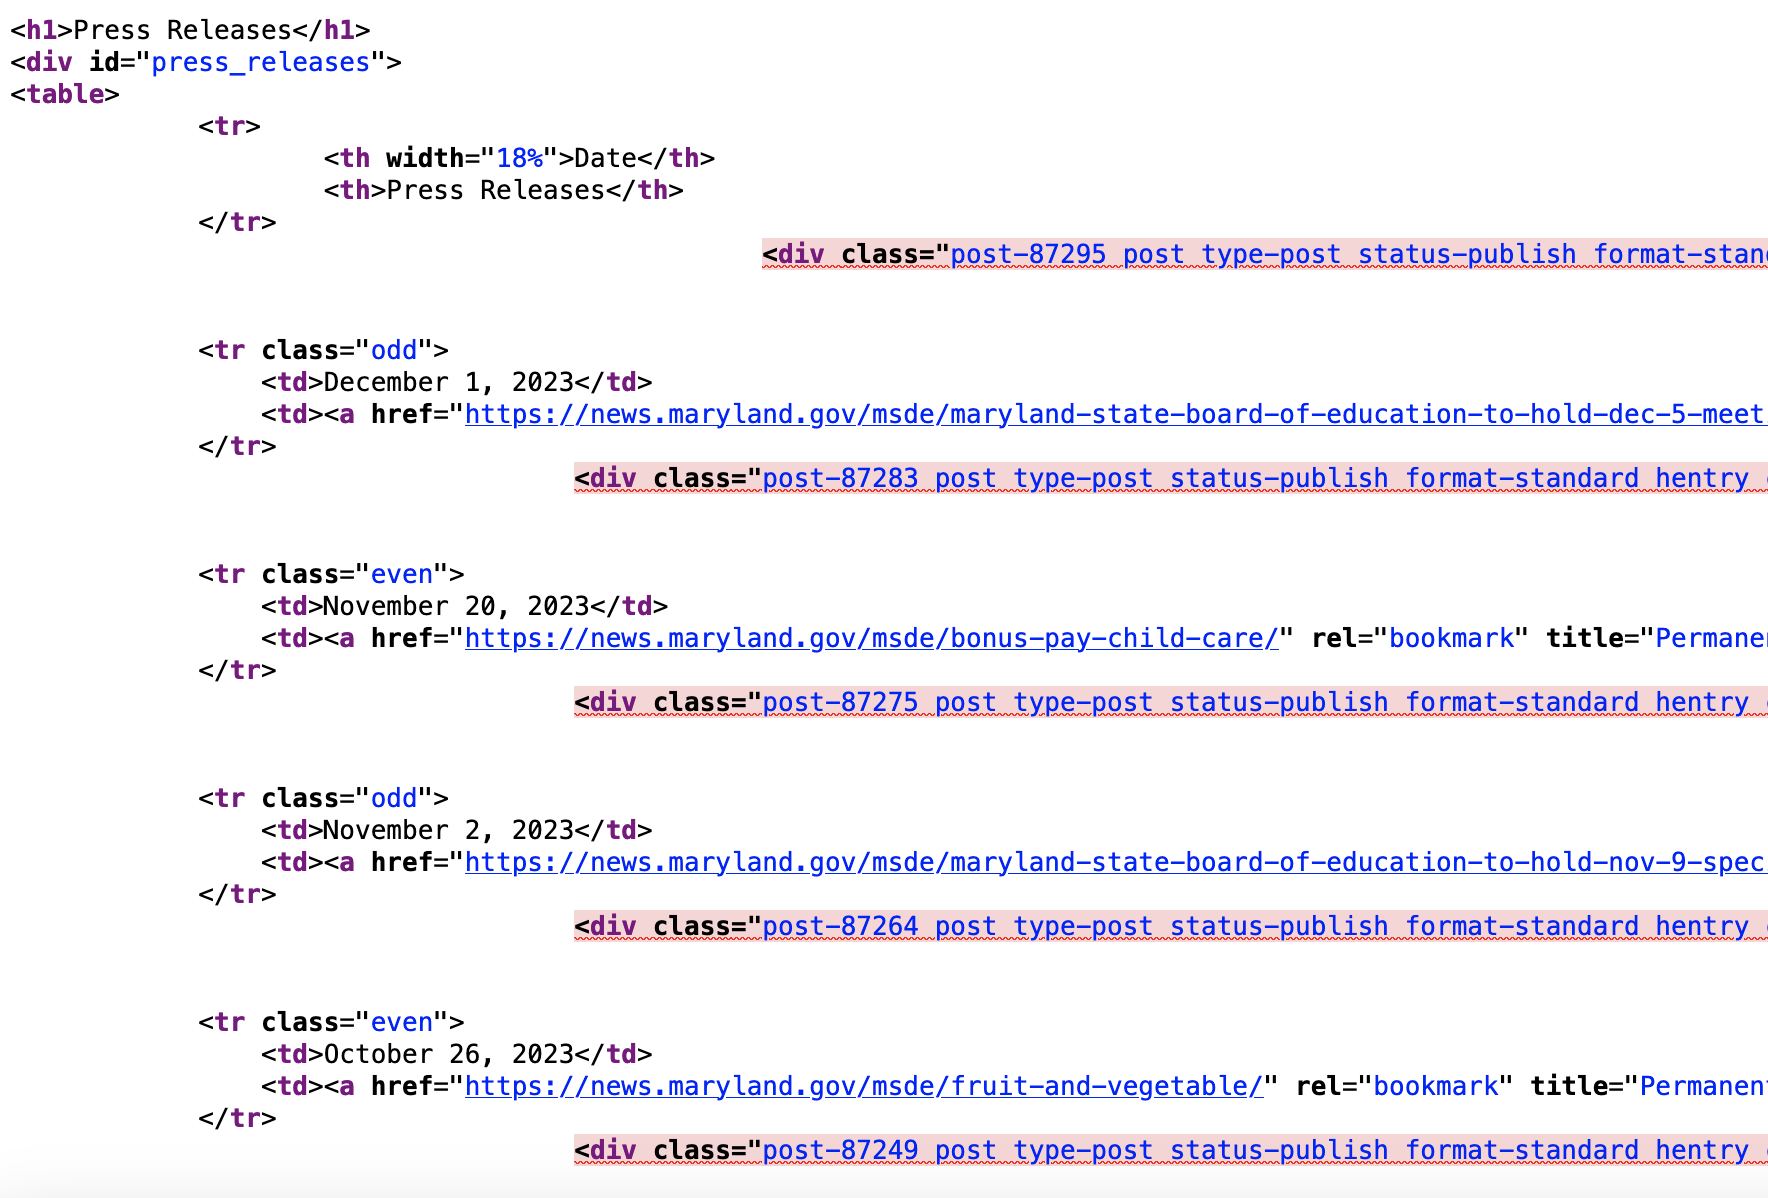 <h1>Press Releases</h1>
<div id="press_releases">
<table>
<tr>
<th width="18%">Date</th>
<th>Press Releases</th>
</tr>
<div class="post-87295 post type-post status-publish format-stan
<tr class="odd">
<td>December 1, 2023</td>
<td><a href="https://news.maryland.gov/msde/maryland-state-board-of-education-to-hold-dec-5-meet
</tr>
<div class="post-87283 post type-post status-publish format-standard hentry
<tr class="even">
<td>November 20, 2023</td>
<td><a href="https://news.maryland.gov/msde/bonus-pay-child-care/" rel="bookmark" title="Permane
</tr>
<div class="post-87275 post type-post status-publish format-standard hentry
<tr class="odd">
<td>November 2, 2023</td>
<td><a href="https://news.maryland.gov/msde/maryland-state-board-of-education-to-hold-nov-9-spec
</tr>
<div class="post-87264 post type-post status-publish format-standard hentry
<tr class="even">
<td>October 26, 2023</td>
<td><a href="https://news.maryland.gov/msde/fruit-and-vegetable/" rel="bookmark" title="Permanen
</tr>
<div class="post-87249 post type-post status-publish format-standard hentry